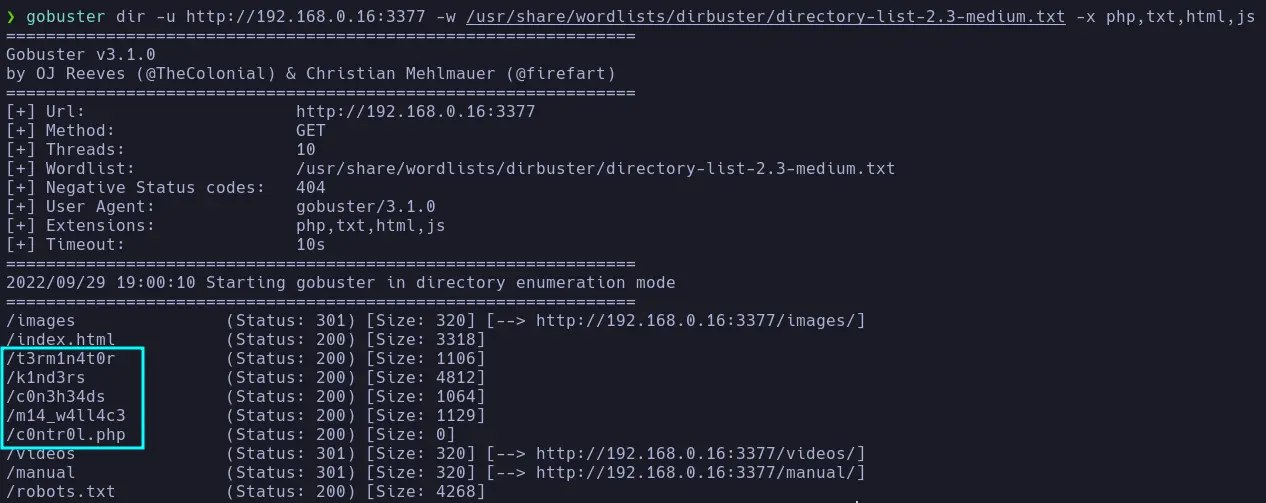 ❯ gobuster dir -u http://192.168.0.16:3377 -w /usr/share/wordlists/dirbuster/directory-list-2.3-medium.txt -x php,txt,html,js
===============================================================
Gobuster v3.1.0
by OJ Reeves (@TheColonial) & Christian Mehlmauer (@firefart)
===============================================================
[+] Url:                     http://192.168.0.16:3377
[+] Method:                  GET
[+] Threads:                 10
[+] Wordlist:                /usr/share/wordlists/dirbuster/directory-list-2.3-medium.txt
[+] Negative Status codes:   404
[+] User Agent:              gobuster/3.1.0
[+] Extensions:              php,txt,html,js
[+] Timeout:                 10s
===============================================================
2022/09/29 19:00:10 Starting gobuster in directory enumeration mode
===============================================================
/images               (Status: 301) [Size: 320] [--> http://192.168.0.16:3377/images/]
/index.html           (Status: 200) [Size: 3318]
/t3rm1n4t0r           (Status: 200) [Size: 1106]
/k1nd3rs              (Status: 200) [Size: 4812]
/c0n3h34ds            (Status: 200) [Size: 1064]
/m14_w4ll4c3          (Status: 200) [Size: 1129]
/c0ntr0l.php          (Status: 200) [Size: 0]
/videos               (Status: 301) [Size: 320] [--> http://192.168.0.16:3377/videos/]
/manual               (Status: 301) [Size: 320] [--> http://192.168.0.16:3377/manual/]
/robots.txt           (Status: 200) [Size: 4268]